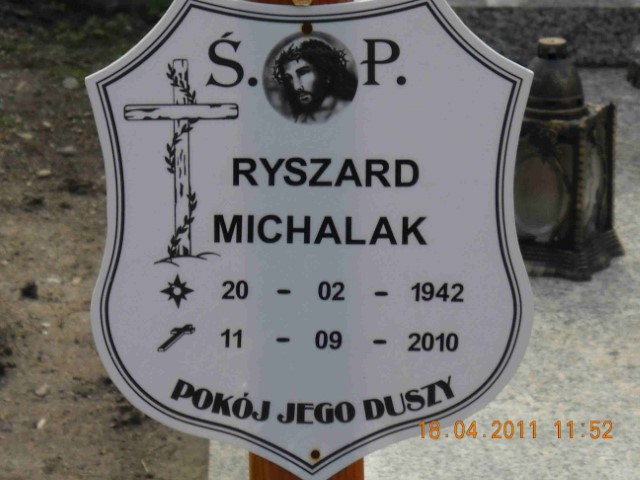 Ś. P.
RYSZARD
MICHALAK
20 - 02 - 1942
11 - 09 - 2010
POKÓJ JEGO DUSZY
18.04.2011 11:52